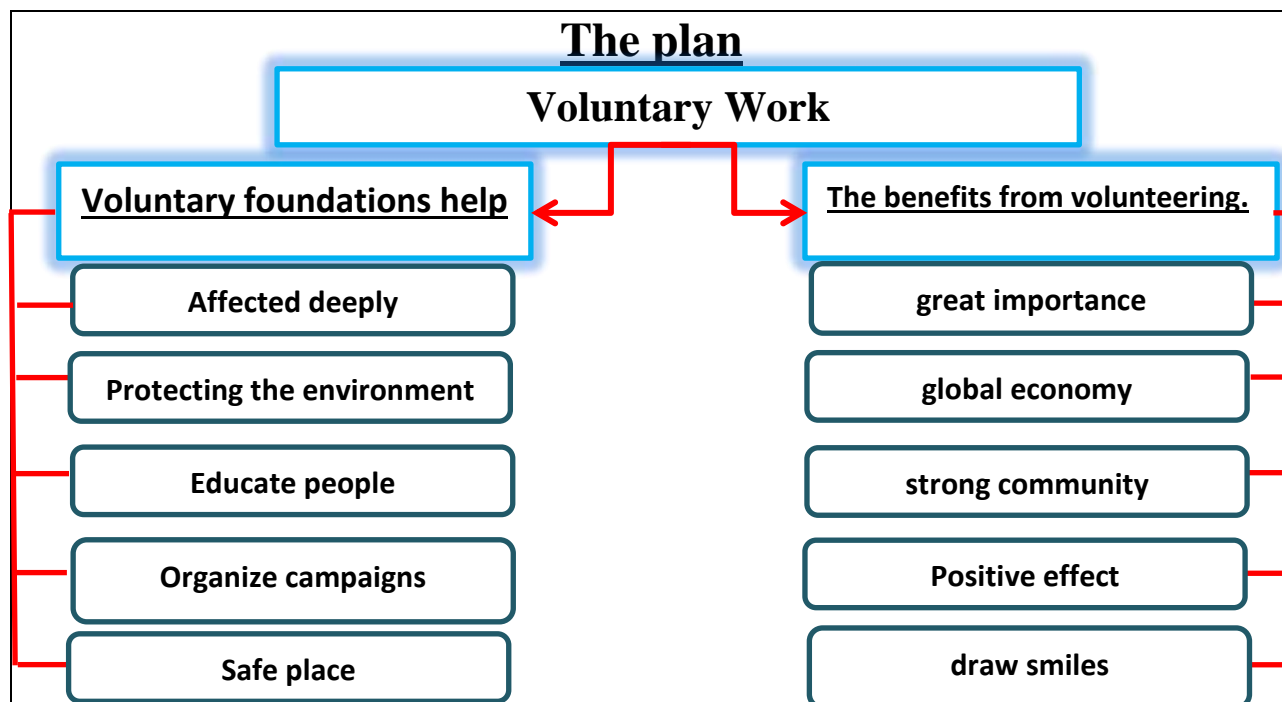 The plan
Voluntary Work
Voluntary foundations help
Affected deeply
Protecting the environment
Educate people
Organize campaigns
Safe place
The benefits from volunteering.
great importance
global economy
strong community
Positive effect
draw smiles